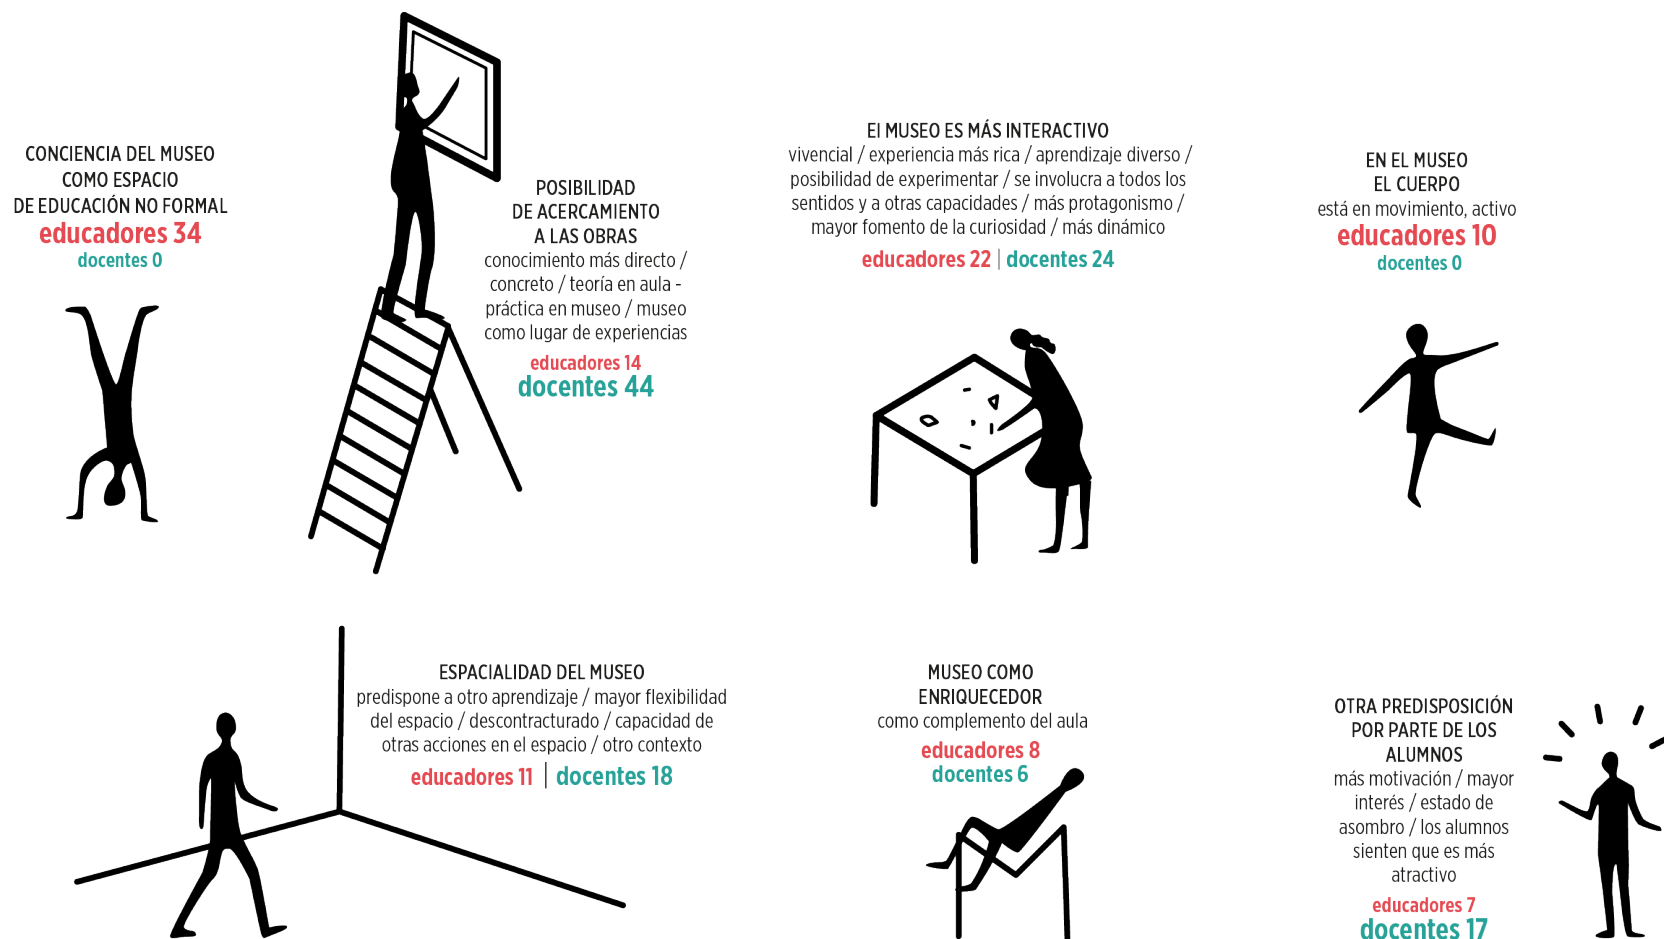 CONCIENCIA DEL MUSEO
COMO ESPACIO
DE EDUCACIÓN NO FORMAL
educadores 34
docentes 0
POSIBILIDAD
DE ACERCAMIENTO
A LAS OBRAS
conocimiento más directo /
concreto / teoría en aula -
práctica en museo / museo
como lugar de experiencias
educadores 14
docentes 44
El MUSEO ES MÁS INTERACTIVO
vivencial / experiencia más rica / aprendizaje diverso /
posibilidad de experimentar / se involucra a todos los
sentidos y a otras capacidades / más protagonismo /
mayor fomento de la curiosidad / más dinámico
educadores 22 | docentes 24
EN EL MUSEO
EL CUERPO
está en movimiento, activo
educadores 10
docentes 0
ESPACIALIDAD DEL MUSEO
predispone a otro aprendizaje / mayor flexibilidad
del espacio / descontracturado / capacidad de
otras acciones en el espacio / otro contexto
educadores 11 | docentes 18
MUSEO COMO
ENRIQUECEDOR
como complemento del aula
educadores 8
docentes 6
OTRA PREDISPOSICIÓN
POR PARTE DE LOS
ALUMNOS
más motivación / mayor
interés / estado de
asombro / los alumnos
sienten que es más
atractivo
educadores 7
docentes 17